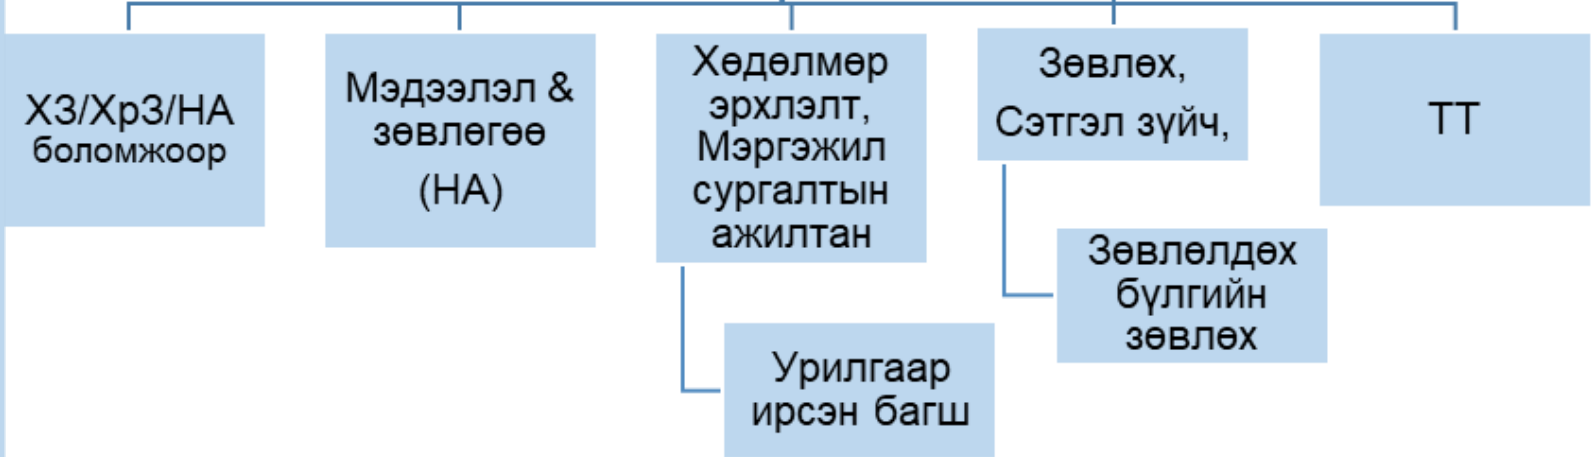 ХЗ/ХрЗ/НА
боломжоор
Мэдээлэл &
зөвлөгөө
(НА)
Хөдөлмөр
эрхлэлт,
Мэргэжил
сургалтын
ажилтан
Зөвлөх,
Сэтгэл зүйч,
ТТ
Урилгаар
ирсэн багш
Зөвлөлдөх
бүлгийн
зөвлөх